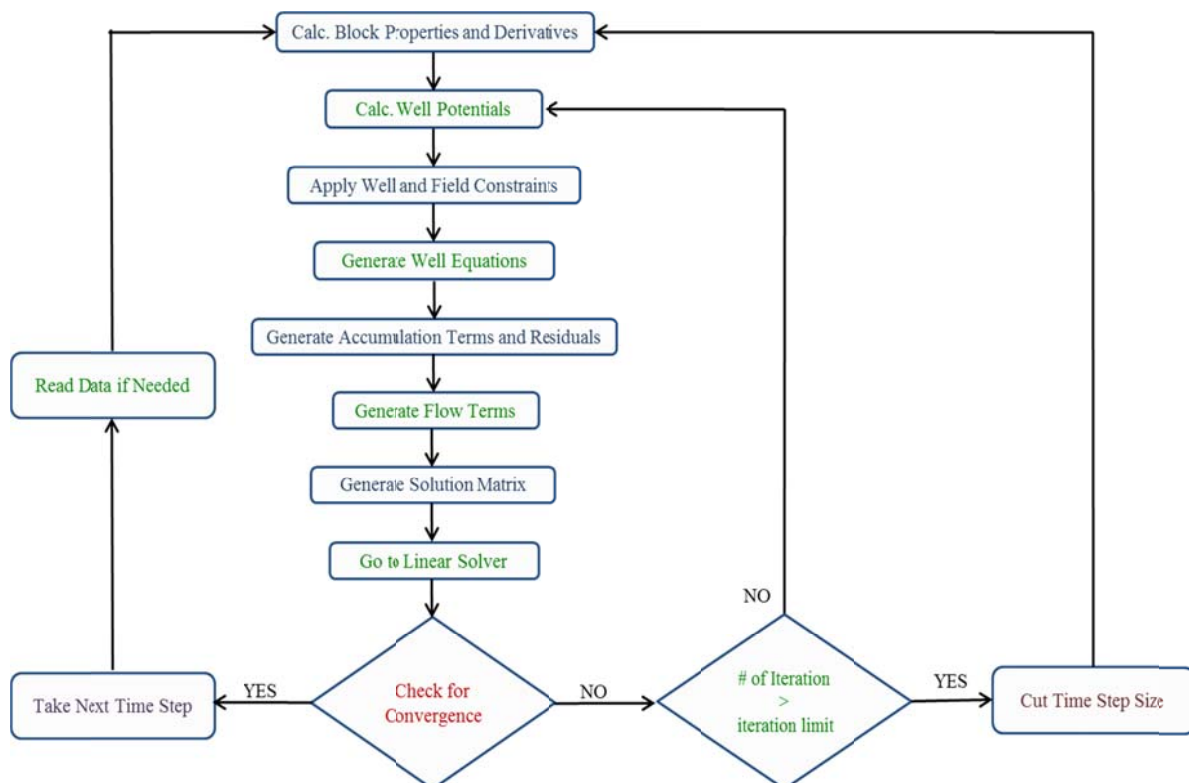 Calc. Block Properties and Derivatives
Calc. Well Potentials
Apply Well and Field Constraints
Generate Well Equations
Generate Accumulation Terms and Residuals
Read Data if Needed
Generate Flow Terms
Generate Solution Matrix
Go to Linear Solver
NO
Take Next Time Step
YES
Check for
Convergence
NO
# of Iteration
>
iteration limit
YES
Cut Time Step Size